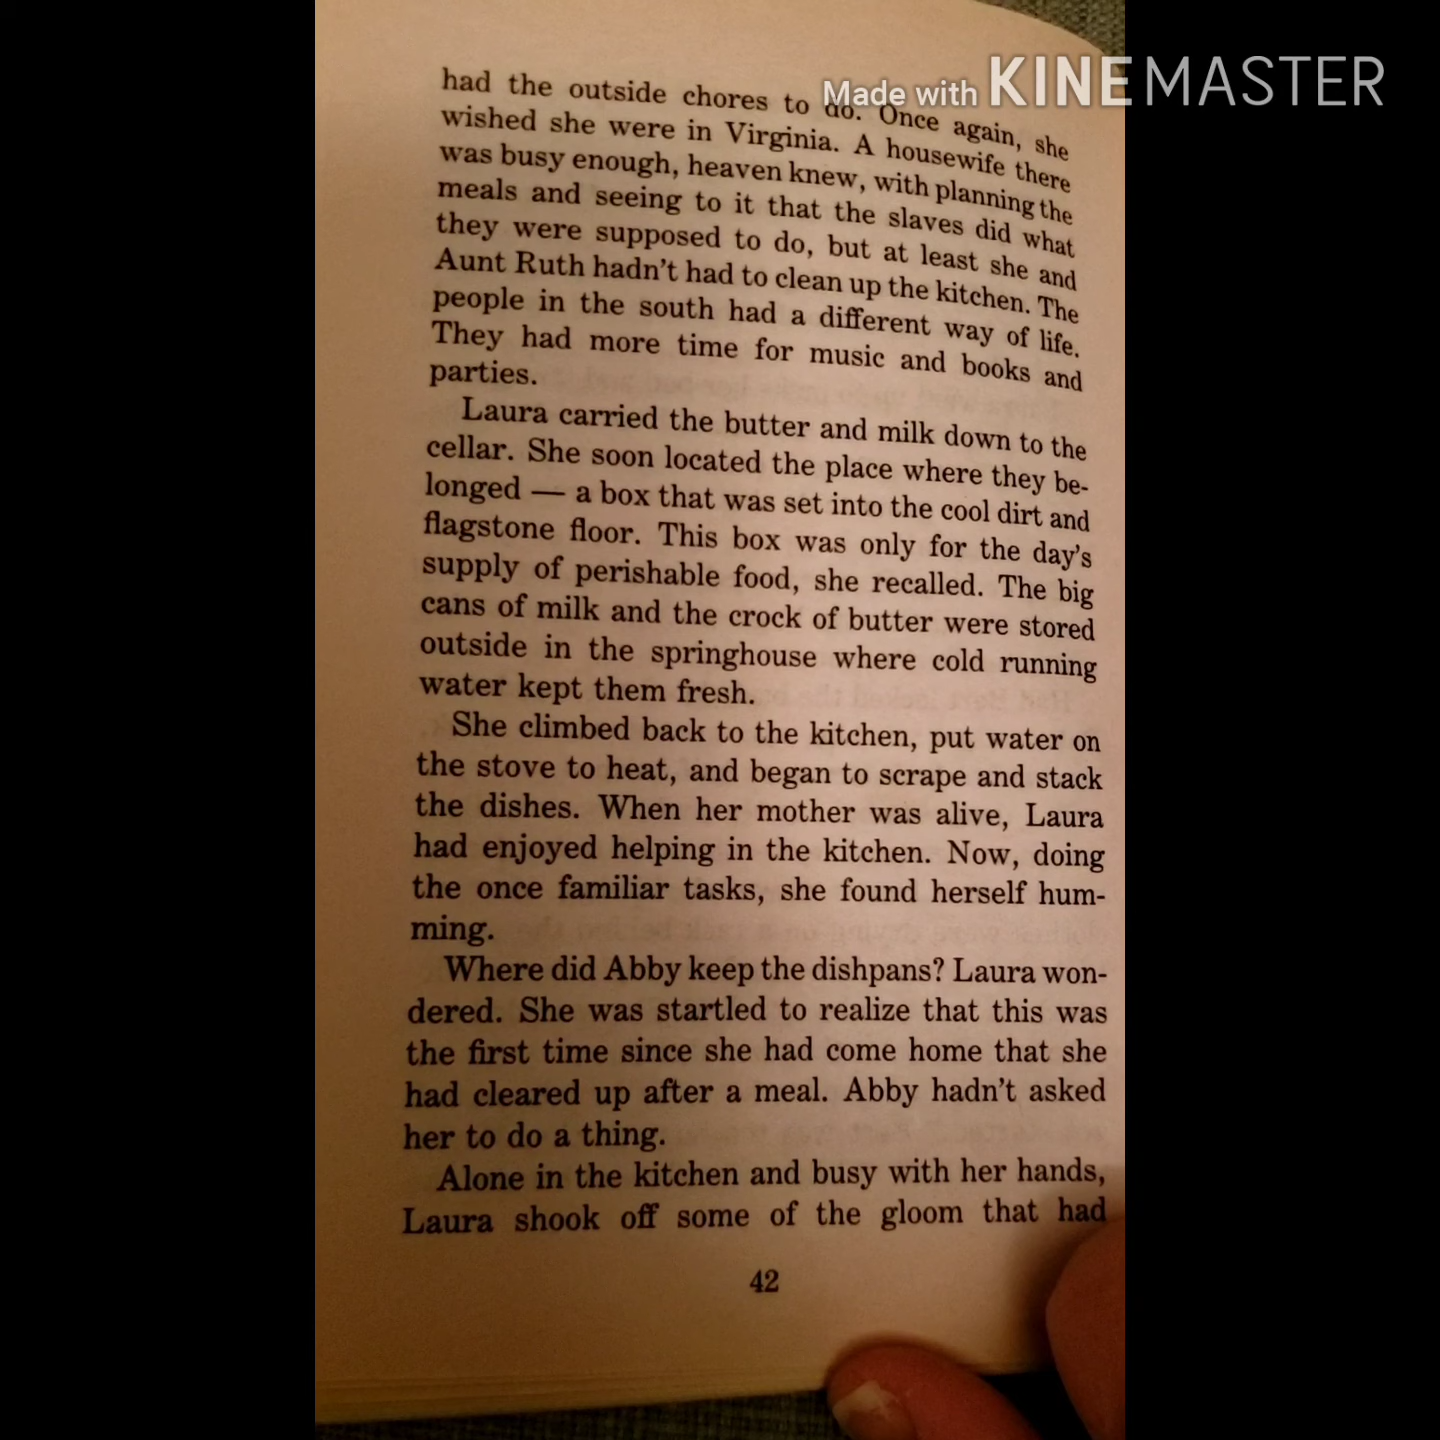 Made with KINEMASTER
had the outside chores to do. Once again, she
wished she were in Virginia. A housewife there
was busy enough, heaven knew, with planning the
meals and seeing to it that the slaves did what
they were supposed to do, but at least she and
Aunt Ruth hadn't had to clean up the kitchen. The
people in the south had a different way of life.
They had more time for music and books and
parties.
Laura carried the butter and milk down to the
cellar. She soon located the place where they be-
longed — a box that was set into the cool dirt and
flagstone floor. This box was only for the day's
supply of perishable food, she recalled. The big
cans of milk and the crock of butter were stored
outside in the springhouse where cold running
water kept them fresh.
She climbed back to the kitchen, put water on
the stove to heat, and began to scrape and stack
the dishes. When her mother was alive, Laura
had enjoyed helping in the kitchen. Now, doing
the once familiar tasks, she found herself hum-
ming.
Where did Abby keep the dishpans? Laura won-
dered. She was startled to realize that this was
the first time since she had come home that she
had cleared up after a meal. Abby hadn't asked
her to do a thing.
Alone in the kitchen and busy with her hands,
Laura shook off some of the gloom that had
42